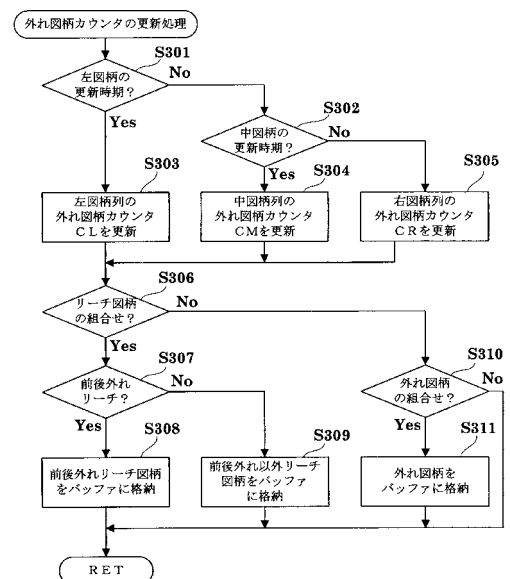 外れ図柄カウンタの更新処理
S301
左図柄の
更新時期?
No
Yes
S302
中図柄の
更新時期?
No
Yes
S303
左図柄列の
外れ図柄カウンタ
CLを更新
S304
中図柄列の
外れ図柄カウンタ
CMを更新
S305
右図柄列の
外れ図柄カウンタ
CRを更新
S306
リーチ図柄
の組合せ?
No
Yes
S307
前後外れ
リーチ?
No
Yes
S310
外れ図柄
の組合せ?
No
Yes
S308
前後外れリーチ図柄
をバッファに格納
S309
前後外れ以外リーチ
図柄をバッファ
に格納
S311
外れ図柄を
バッファに格納
RET